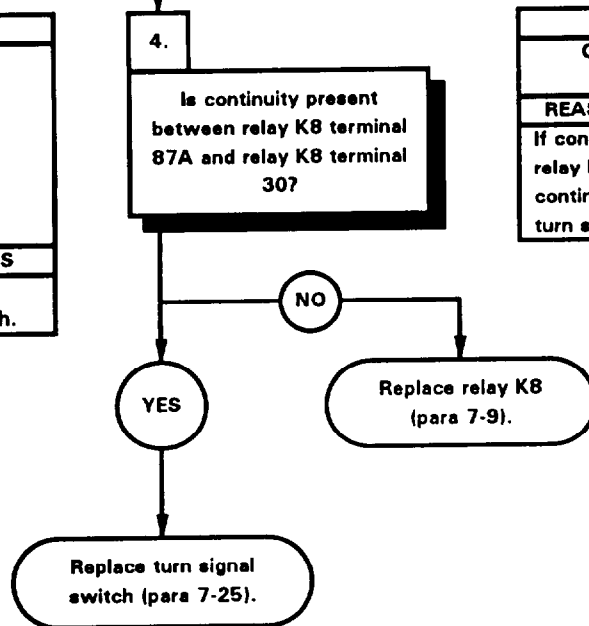 4.
Is continuity present
between relay K8 terminal
87A and relay K8 terminal
30?
REAS
If con
relay
contin
turn s
S
h.
NO
YES
Replace relay K8
(para 7-9).
Replace turn signal
switch (para 7-25).